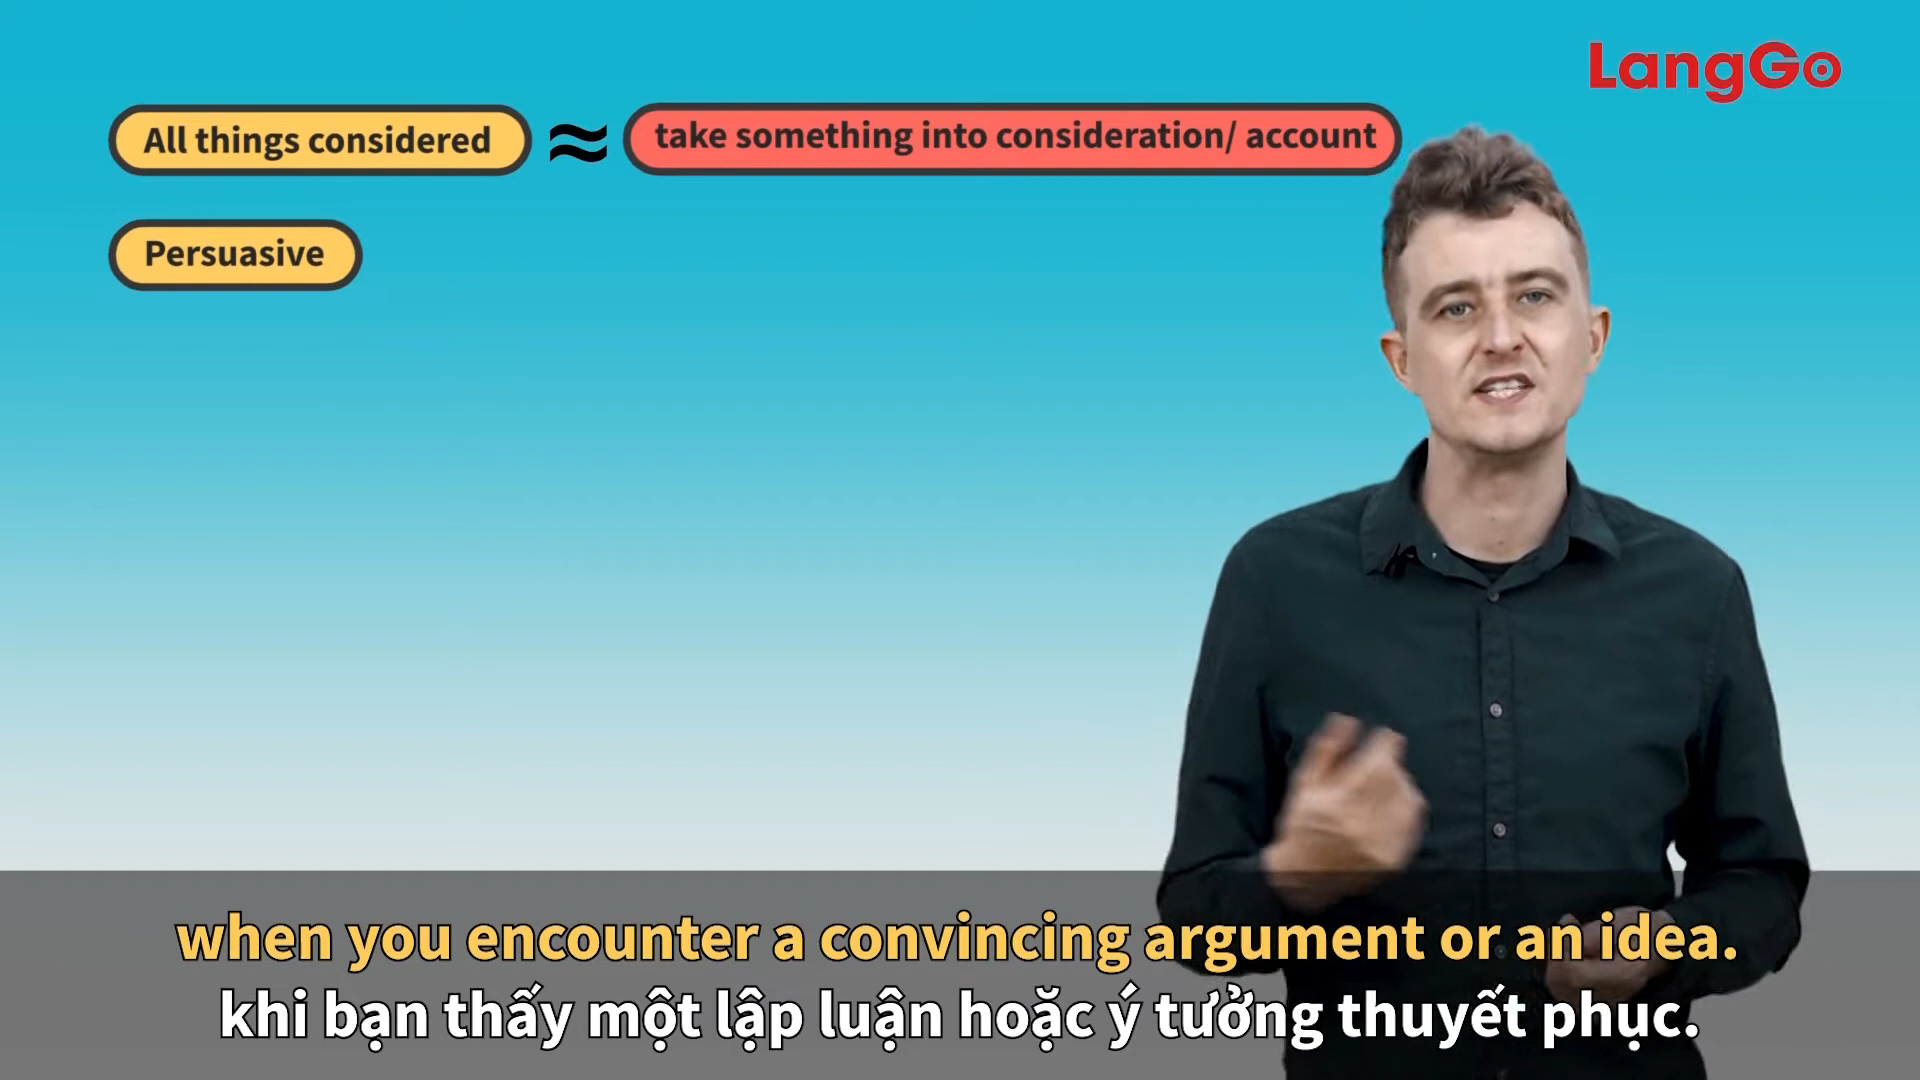 LangGo
All things considered ≈ take something into consideration/ account
Persuasive
when you encounter a convincing argument or an idea.
khi bạn thấy một lập luận hoặc ý tưởng thuyết phục.